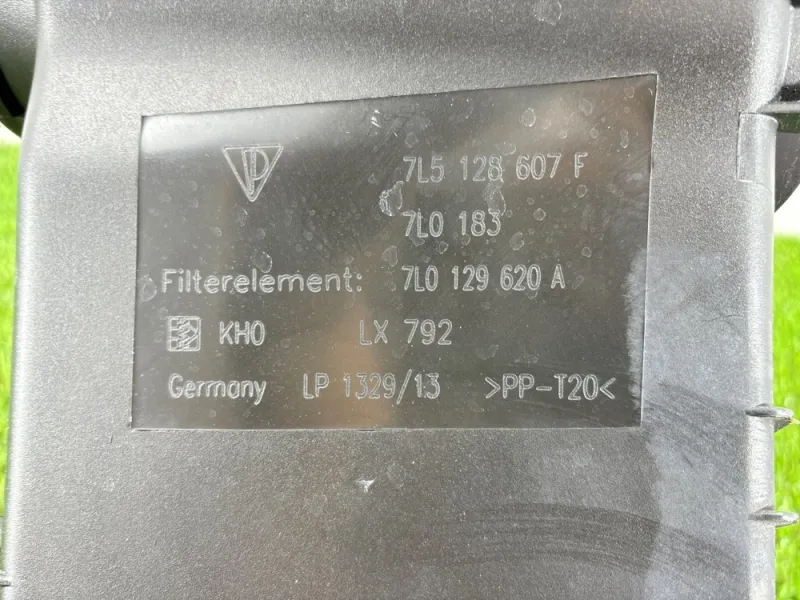 7L5 128 607 F
7L0 183
Filterelement: 7L0 129 620 A
KHO LX 792
Germany LP 1329/13 >PP-T20<